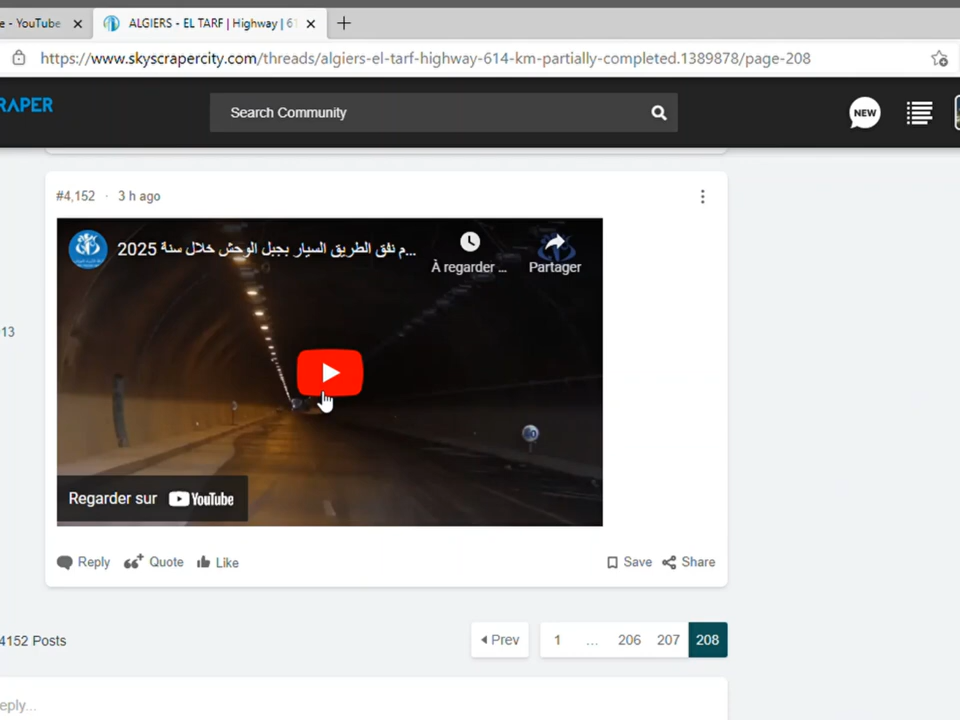 e - YouTube
ALGIERS - EL TARF | Highway | 61
https://www.skyscrapercity.com/threads/algiers-el-tarf-highway-614-km-partially-completed.1389878/page-208
RAPER
Search Community
NEW
#4,152 · 3 h ago
م نفق الطريق السيار بجبل الوحش خلال سنة 2025...
À regarder ...
Partager
13
Regarder sur YouTube
Reply Quote Like
Save Share
4152 Posts
Prev 1 ... 206 207 208
eply...